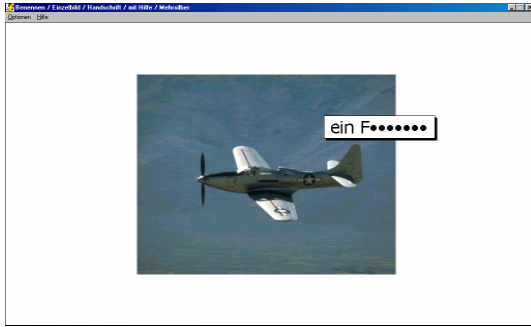 Benennen / Einzelbild / Handschrift / mit Hilfe / Mehrsilber
Optionen Hilfe
ein F●●●●●●●